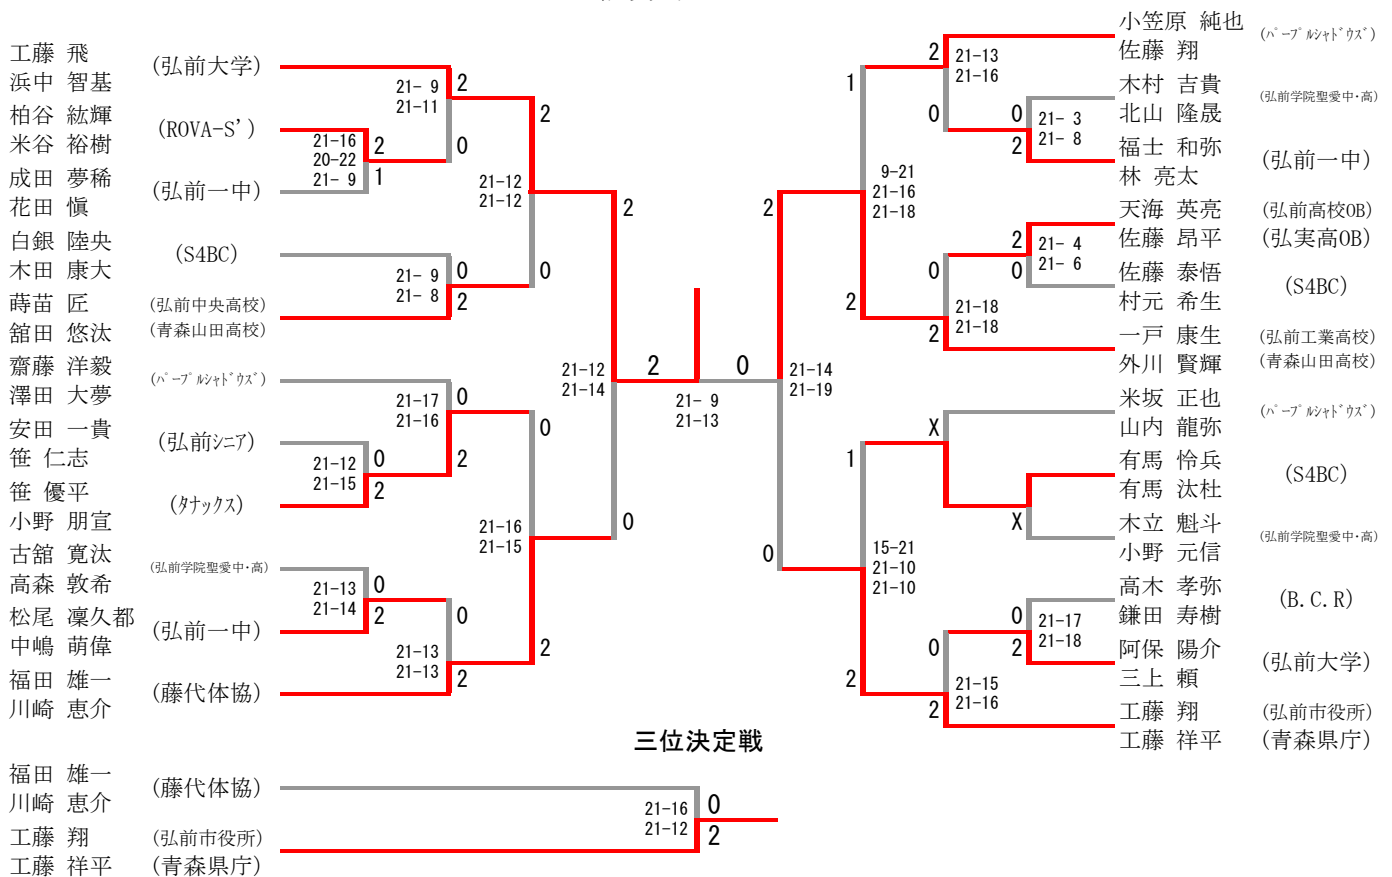 工藤 飛
浜中 智基
(弘前大学)
柏谷 紘輝
米谷 裕樹
(ROVA-S’)
成田 夢稀
花田 愼
(弘前一中)
白銀 陸央
木田 康大
(S4BC)
蒔苗 匠
(弘前中央高校)
舘田 悠汰
(青森山田高校)
齋藤 洋毅
澤田 大夢
(パープルシャドウズ)
安田 一貴
笹 仁志
(弘前シニア)
笹 優平
小野 朋宣
(タナックス)
古舘 寛汰
高森 敦希
(弘前学院聖愛中・高)
松尾 凜久都
中嶋 萌偉
(弘前一中)
福田 雄一
川崎 恵介
(藤代体協)
21- 9
21-11
2
0
21-16
20-22
21- 9
2
1
21-12
21-12
2
0
21- 9
21- 8
0
2
21-17
21-16
0
2
21-12
21-15
0
2
21-16
21-15
0
2
21-13
21-14
0
2
21-13
21-13
0
2
21-12
21-14
2
0
2
0
21- 9
21-13
21-14
21-19
2
0
9-21
21-16
21-18
1
2
2
21-13
21-16
0
0
21- 3
21- 8
2
2
21- 4
21- 6
0
0
21-18
21-18
2
15-21
21-10
21-10
1
2
X
X
0
21-17
21-18
2
0
21-15
21-16
2
小笠原 純也
佐藤 翔
(パープルシャドウズ)
木村 吉貴
北山 隆晟
(弘前学院聖愛中・高)
福士 和弥
林 亮太
(弘前一中)
天海 英亮
(弘前高校OB)
佐藤 昂平
(弘実高OB)
佐藤 泰悟
村元 希生
(S4BC)
一戸 康生
(弘前工業高校)
外川 賢輝
(青森山田高校)
米坂 正也
山内 龍弥
(パープルシャドウズ)
有馬 怜兵
有馬 汰杜
(S4BC)
木立 魁斗
小野 元信
(弘前学院聖愛中・高)
高木 孝弥
鎌田 寿樹
(B.C.R)
阿保 陽介
三上 頼
(弘前大学)
工藤 翔
(弘前市役所)
工藤 祥平
(青森県庁)
三位決定戦
福田 雄一
川崎 恵介
(藤代体協)
工藤 翔
(弘前市役所)
工藤 祥平
(青森県庁)
21-16
21-12
0
2